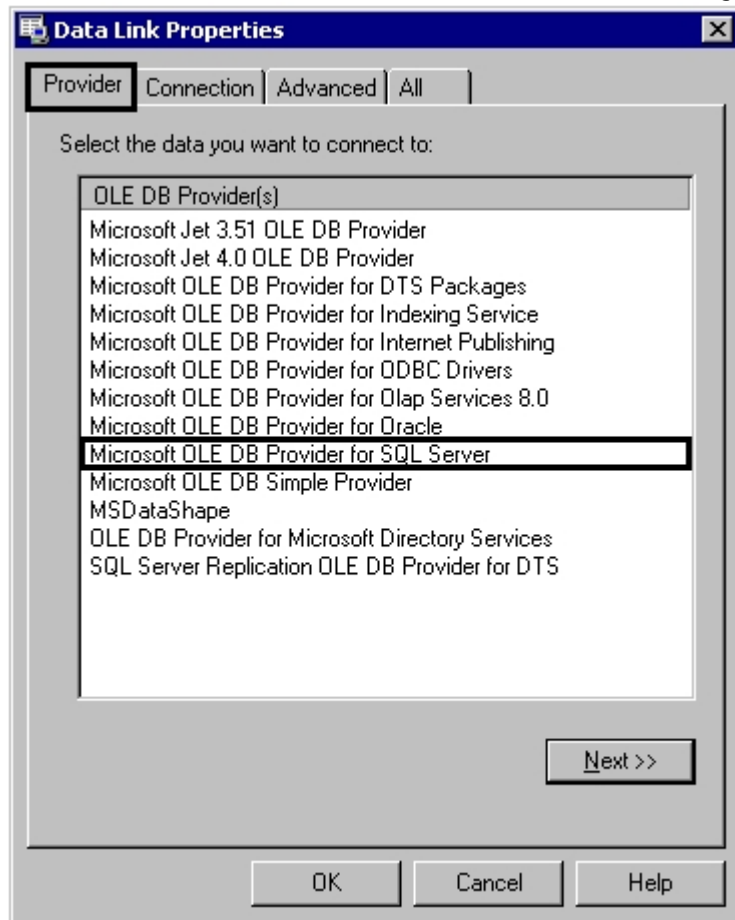 Data Link Properties
Provider Connection Advanced All
Select the data you want to connect to:
OLE DB Provider(s)
Microsoft Jet 3.51 OLE DB Provider
Microsoft Jet 4.0 OLE DB Provider
Microsoft OLE DB Provider for DTS Packages
Microsoft OLE DB Provider for Indexing Service
Microsoft OLE DB Provider for Internet Publishing
Microsoft OLE DB Provider for ODBC Drivers
Microsoft OLE DB Provider for Olap Services 8.0
Microsoft OLE DB Provider for Oracle
Microsoft OLE DB Provider for SQL Server
Microsoft OLE DB Simple Provider
MSDataShape
OLE DB Provider for Microsoft Directory Services
SQL Server Replication OLE DB Provider for DTS
Next >>
OK Cancel Help